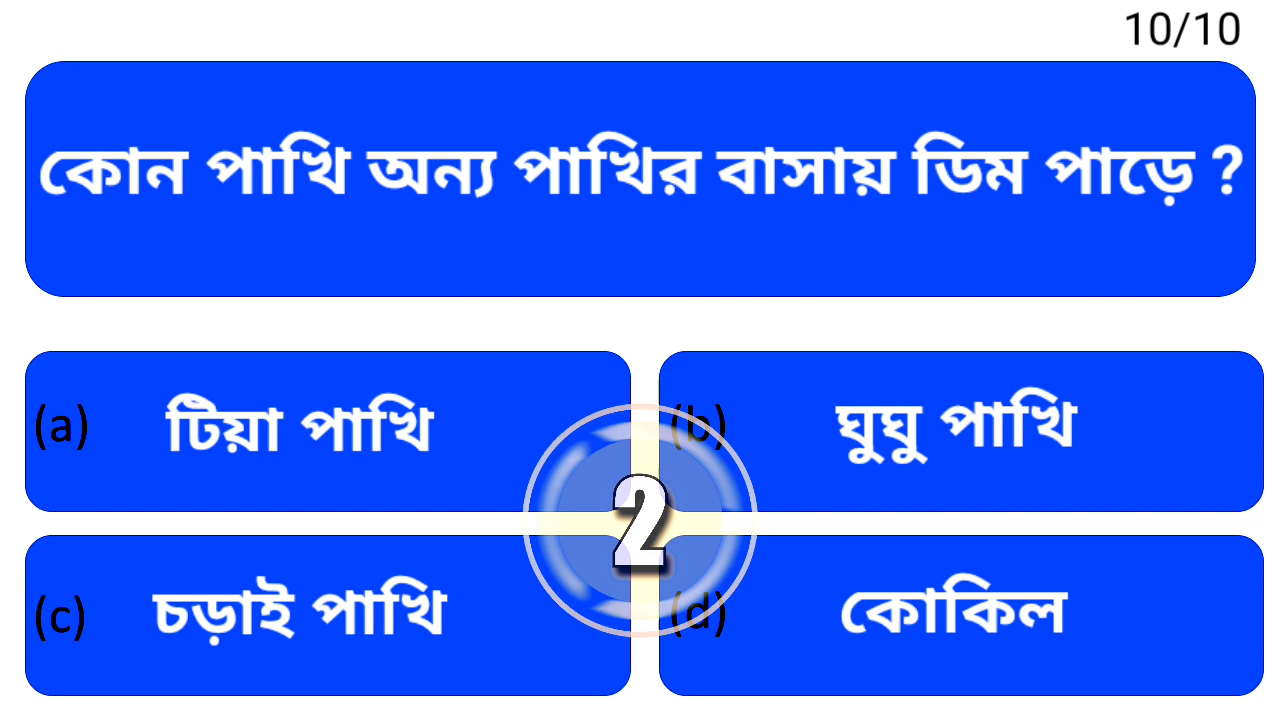 10/10
কোন পাখি অন্য পাখির বাসায় ডিম পাড়ে ?
(a) টিয়া পাখি
(b) ঘুঘু পাখি
2
(c) চড়াই পাখি
(d) কোকিল